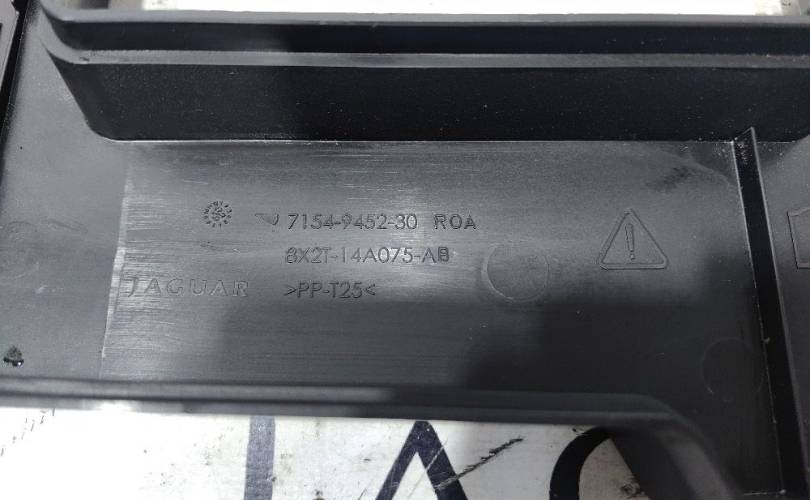 7154-9452-30 ROA
8X2T-14A075-AB
JAGUAR >PP-T25<